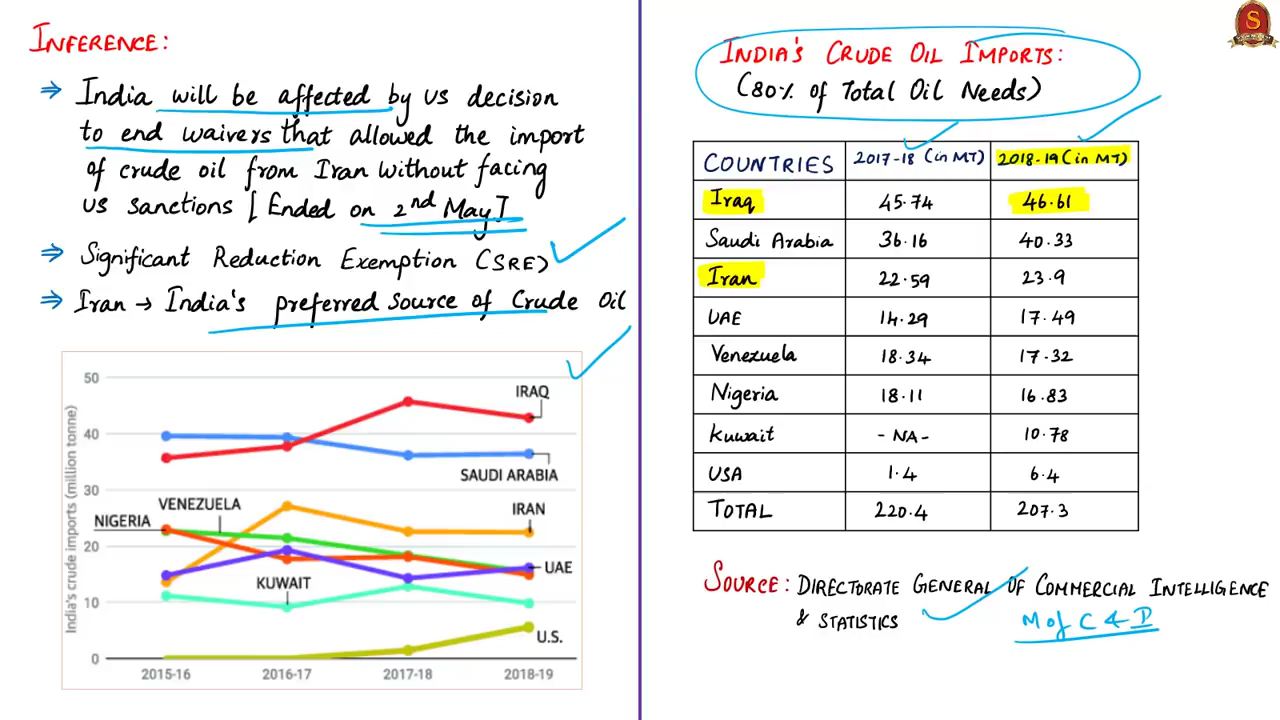 INFERENCE:
⇒ India will be affected by US decision
to end waivers that allowed the import
of crude oil from Iran without facing
US sanctions [Ended on 2nd May]
⇒ Significant Reduction Exemption (SRE)
⇒ Iran → India's preferred source of Crude Oil
India's crude imports (million tonne)
50
40
30
20
10
0
IRAQ
SAUDI ARABIA
VENEZUELA
NIGERIA
IRAN
KUWAIT
UAE
U.S.
2015-16 2016-17 2017-18 2018-19
INDIA'S CRUDE OIL IMPORTS:
(80% of Total Oil Needs)
COUNTRIES 2017-18 (in MT) 2018-19 (in MT)
Iraq 45.74 46.61
Saudi Arabia 36.16 40.33
Iran 22.59 23.9
UAE 14.29 17.49
Venezuela 18.34 17.32
Nigeria 18.11 16.83
Kuwait - NA - 10.78
USA 1.4 6.4
TOTAL 220.4 207.3
SOURCE: DIRECTORATE GENERAL OF COMMERCIAL INTELLIGENCE
& STATISTICS
M of C &
S